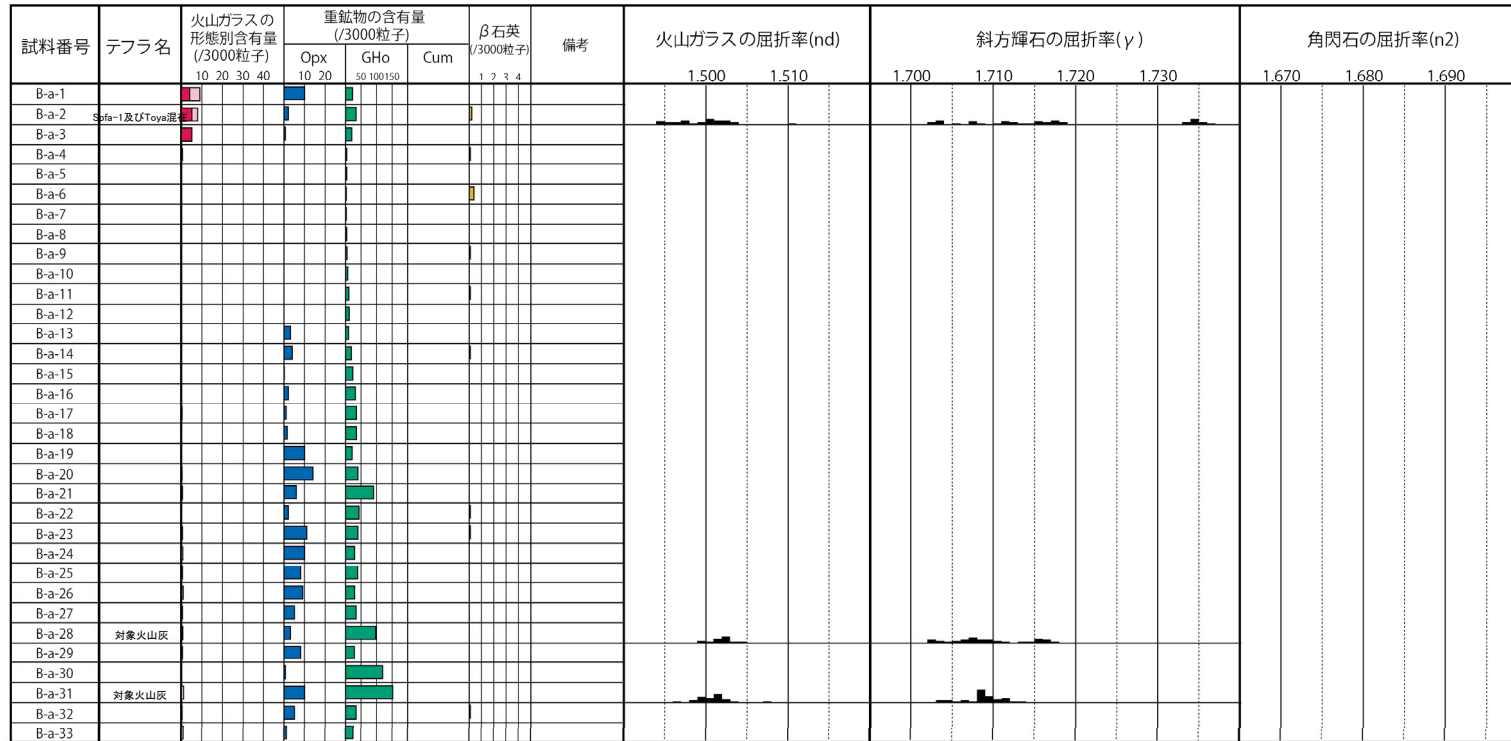 試料番号 テフラ名 火山ガラスの形態別含有量(/3000粒子) 重鉱物の含有量(/3000粒子) β石英(/3000粒子) 備考 火山ガラスの屈折率(nd) 斜方輝石の屈折率(γ) 角閃石の屈折率(n2)
Opx GHo Cum
10 20 30 40 10 20 50 100 150 1 2 3 4 1.500 1.510 1.700 1.710 1.720 1.730 1.670 1.680 1.690
B-a-1
B-a-2 Spfa-1及びToya混在
B-a-3
B-a-4
B-a-5
B-a-6
B-a-7
B-a-8
B-a-9
B-a-10
B-a-11
B-a-12
B-a-13
B-a-14
B-a-15
B-a-16
B-a-17
B-a-18
B-a-19
B-a-20
B-a-21
B-a-22
B-a-23
B-a-24
B-a-25
B-a-26
B-a-27
B-a-28 対象火山灰
B-a-29
B-a-30
B-a-31 対象火山灰
B-a-32
B-a-33